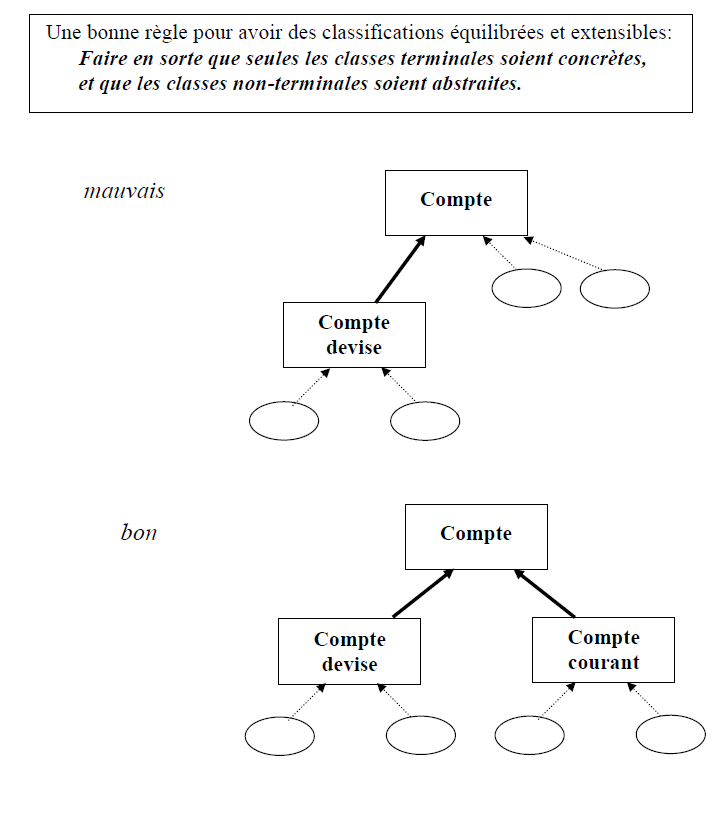 Une bonne règle pour avoir des classifications équilibrées et extensibles:
Faire en sorte que seules les classes terminales soient concrètes,
et que les classes non-terminales soient abstraites.
mauvais
Compte
Compte
devise
bon
Compte
Compte
devise
Compte
courant